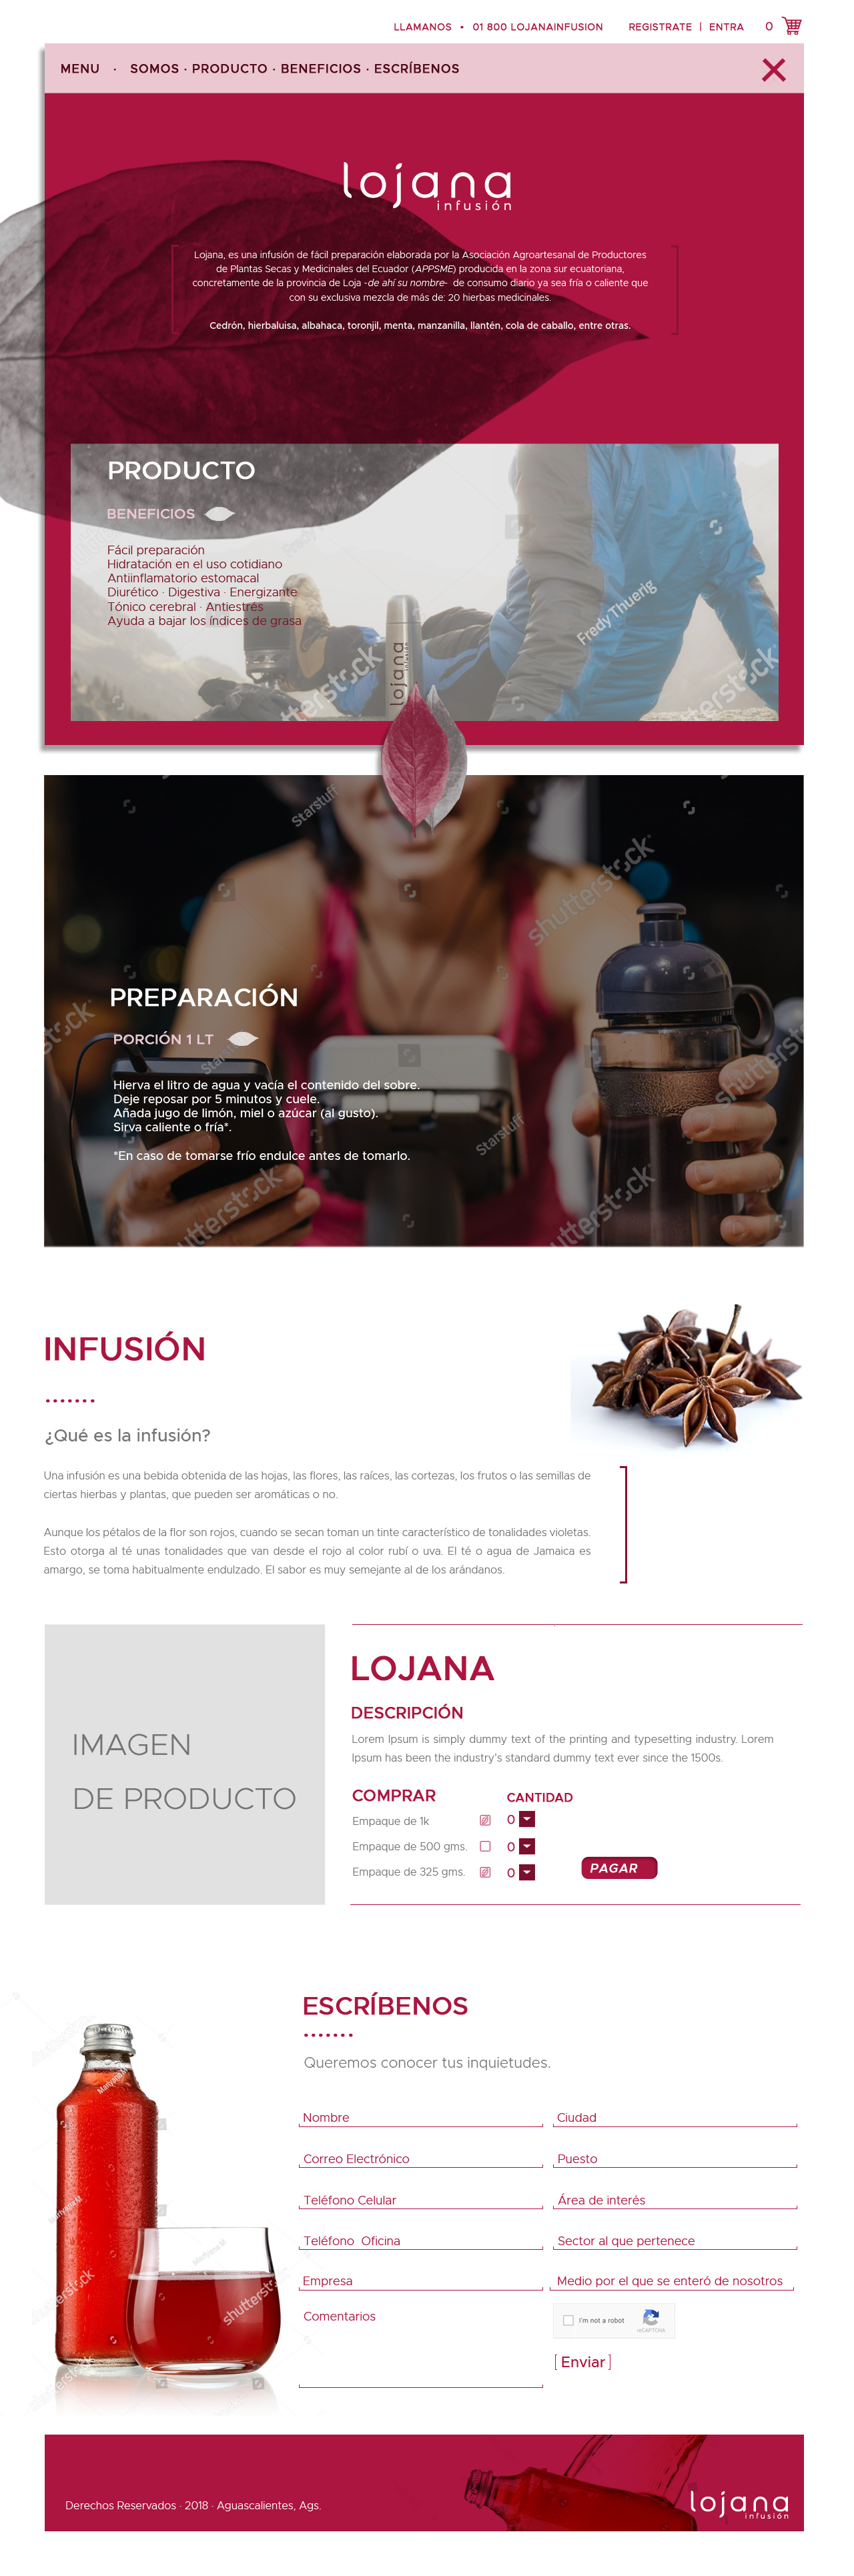 LLAMANOS • 01 800 LOJANAINFUSION REGISTRATE | ENTRA 0
MENU · SOMOS · PRODUCTO · BENEFICIOS · ESCRÍBENOS
lojana
infusión
Lojana, es una infusión de fácil preparación elaborada por la Asociación Agroartesanal de Productores
de Plantas Secas y Medicinales del Ecuador (APPSME) producida en la zona sur ecuatoriana,
concretamente de la provincia de Loja -de ahí su nombre- de consumo diario ya sea fría o caliente que
con su exclusiva mezcla de más de: 20 hierbas medicinales.
Cedrón, hierbaluisa, albahaca, toronjil, menta, manzanilla, llantén, cola de caballo, entre otras.
PRODUCTO
BENEFICIOS
Fácil preparación
Hidratación en el uso cotidiano
Antiinflamatorio estomacal
Diurético · Digestiva · Energizante
Tónico cerebral · Antiestrés
Ayuda a bajar los índices de grasa
lojana
infusión
Fredy Thuerig
shutterstock
shutterstock
Starstuff
shutterstock
PREPARACIÓN
PORCIÓN 1 LT
Hierva el litro de agua y vacía el contenido del sobre.
Deje reposar por 5 minutos y cuele.
Añada jugo de limón, miel o azúcar (al gusto).
Sirva caliente o fría*.
*En caso de tomarse frío endulce antes de tomarlo.
Starstuff
shutterstock
shutterstock
shutterstock
INFUSIÓN
.......
¿Qué es la infusión?
Una infusión es una bebida obtenida de las hojas, las flores, las raíces, las cortezas, los frutos o las semillas de
ciertas hierbas y plantas, que pueden ser aromáticas o no.
Aunque los pétalos de la flor son rojos, cuando se secan toman un tinte característico de tonalidades violetas.
Esto otorga al té unas tonalidades que van desde el rojo al color rubí o uva. El té o agua de Jamaica es
amargo, se toma habitualmente endulzado. El sabor es muy semejante al de los arándanos.
IMAGEN
DE PRODUCTO
LOJANA
DESCRIPCIÓN
Lorem Ipsum is simply dummy text of the printing and typesetting industry. Lorem
Ipsum has been the industry's standard dummy text ever since the 1500s.
COMPRAR CANTIDAD
Empaque de 1k 0
Empaque de 500 gms. 0
Empaque de 325 gms. 0
PAGAR
ESCRÍBENOS
.......
Queremos conocer tus inquietudes.
Nombre Ciudad
Correo Electrónico Puesto
Teléfono Celular Área de interés
Teléfono Oficina Sector al que pertenece
Empresa Medio por el que se enteró de nosotros
Comentarios
I'm not a robot
reCAPTCHA
[ Enviar ]
Mariyana M
Mariyana M
Mariyana M
shutterstock
shutterstock
Derechos Reservados · 2018 · Aguascalientes, Ags.
lojana
infusión